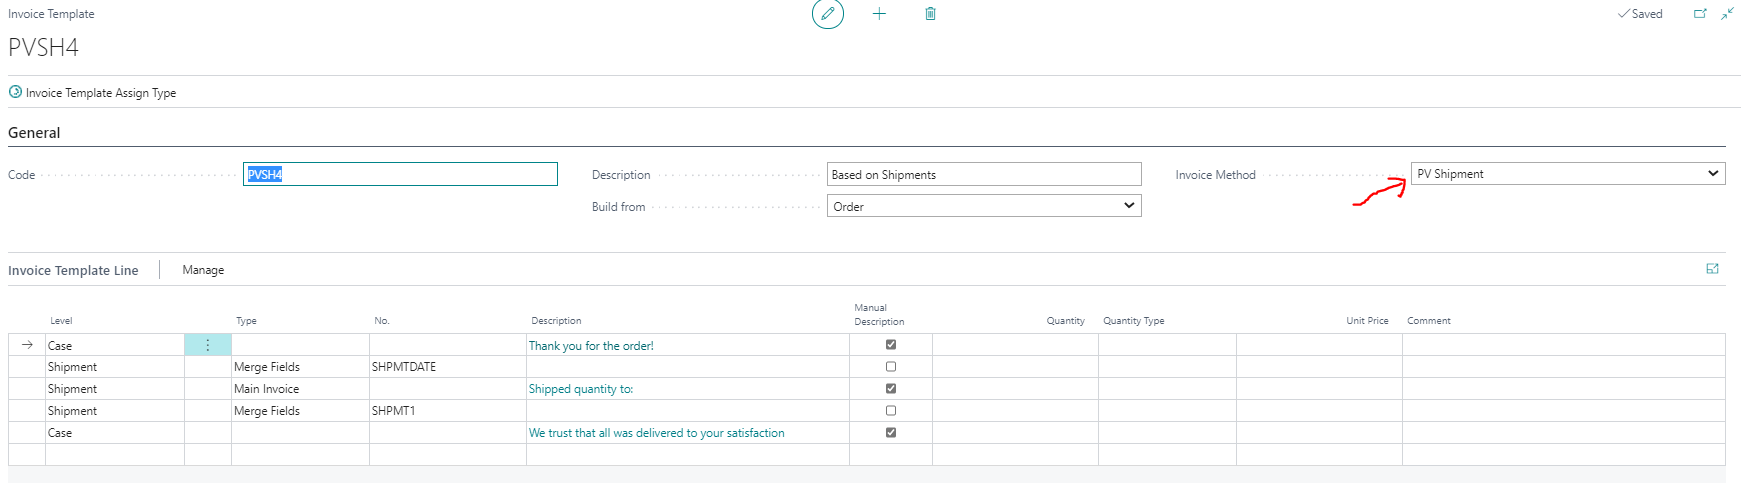 Invoice Template
Saved
PVSH4
Invoice Template Assign Type
General
Code PVSH4 Description Based on Shipments Invoice Method PV Shipment
Build from Order
Invoice Template Line Manage
Level Type No. Description Manual Description Quantity Quantity Type Unit Price Comment
Case Thank you for the order!
Shipment Merge Fields SHPMTDATE
Shipment Main Invoice Shipped quantity to:
Shipment Merge Fields SHPMT1
Case We trust that all was delivered to your satisfaction